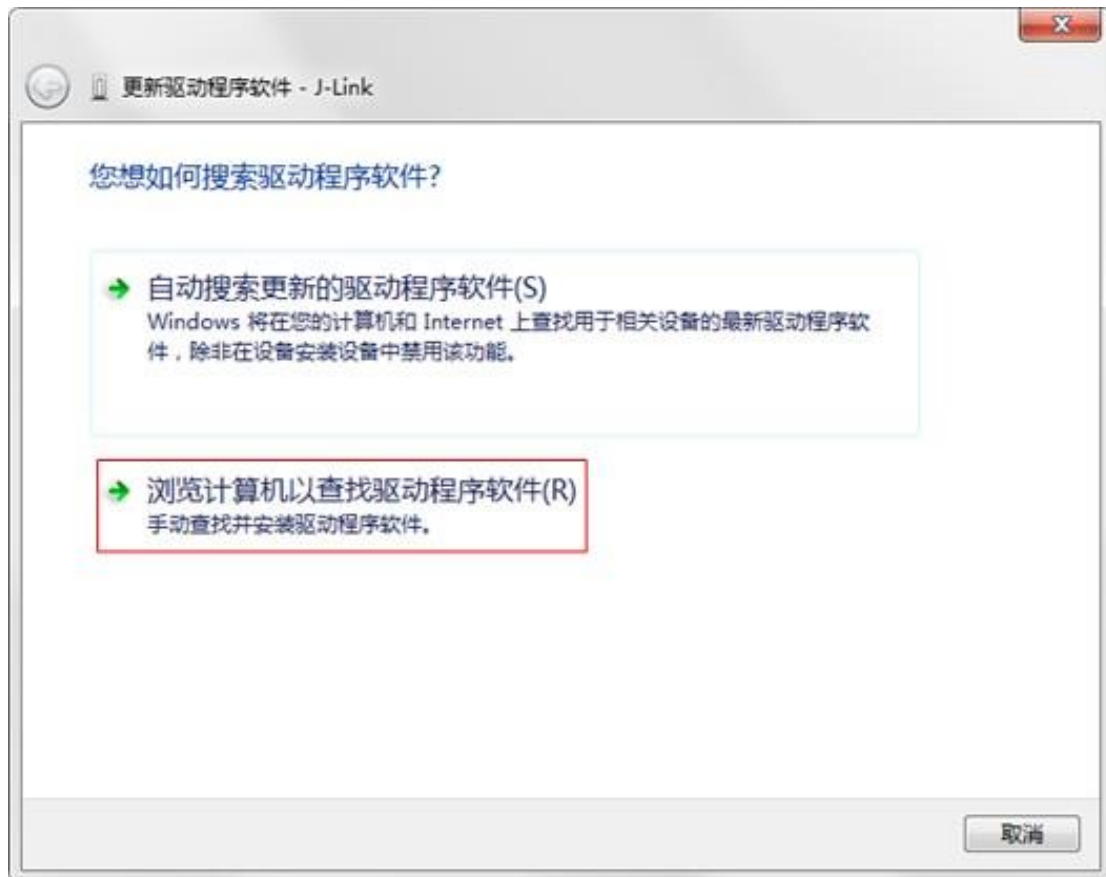 更新驱动程序软件 - J-Link
您想如何搜索驱动程序软件?
自动搜索更新的驱动程序软件(S)
Windows 将在您的计算机和 Internet 上查找用于相关设备的最新驱动程序软
件，除非在设备安装设备中禁用该功能。
浏览计算机以查找驱动程序软件(R)
手动查找并安装驱动程序软件。
取消